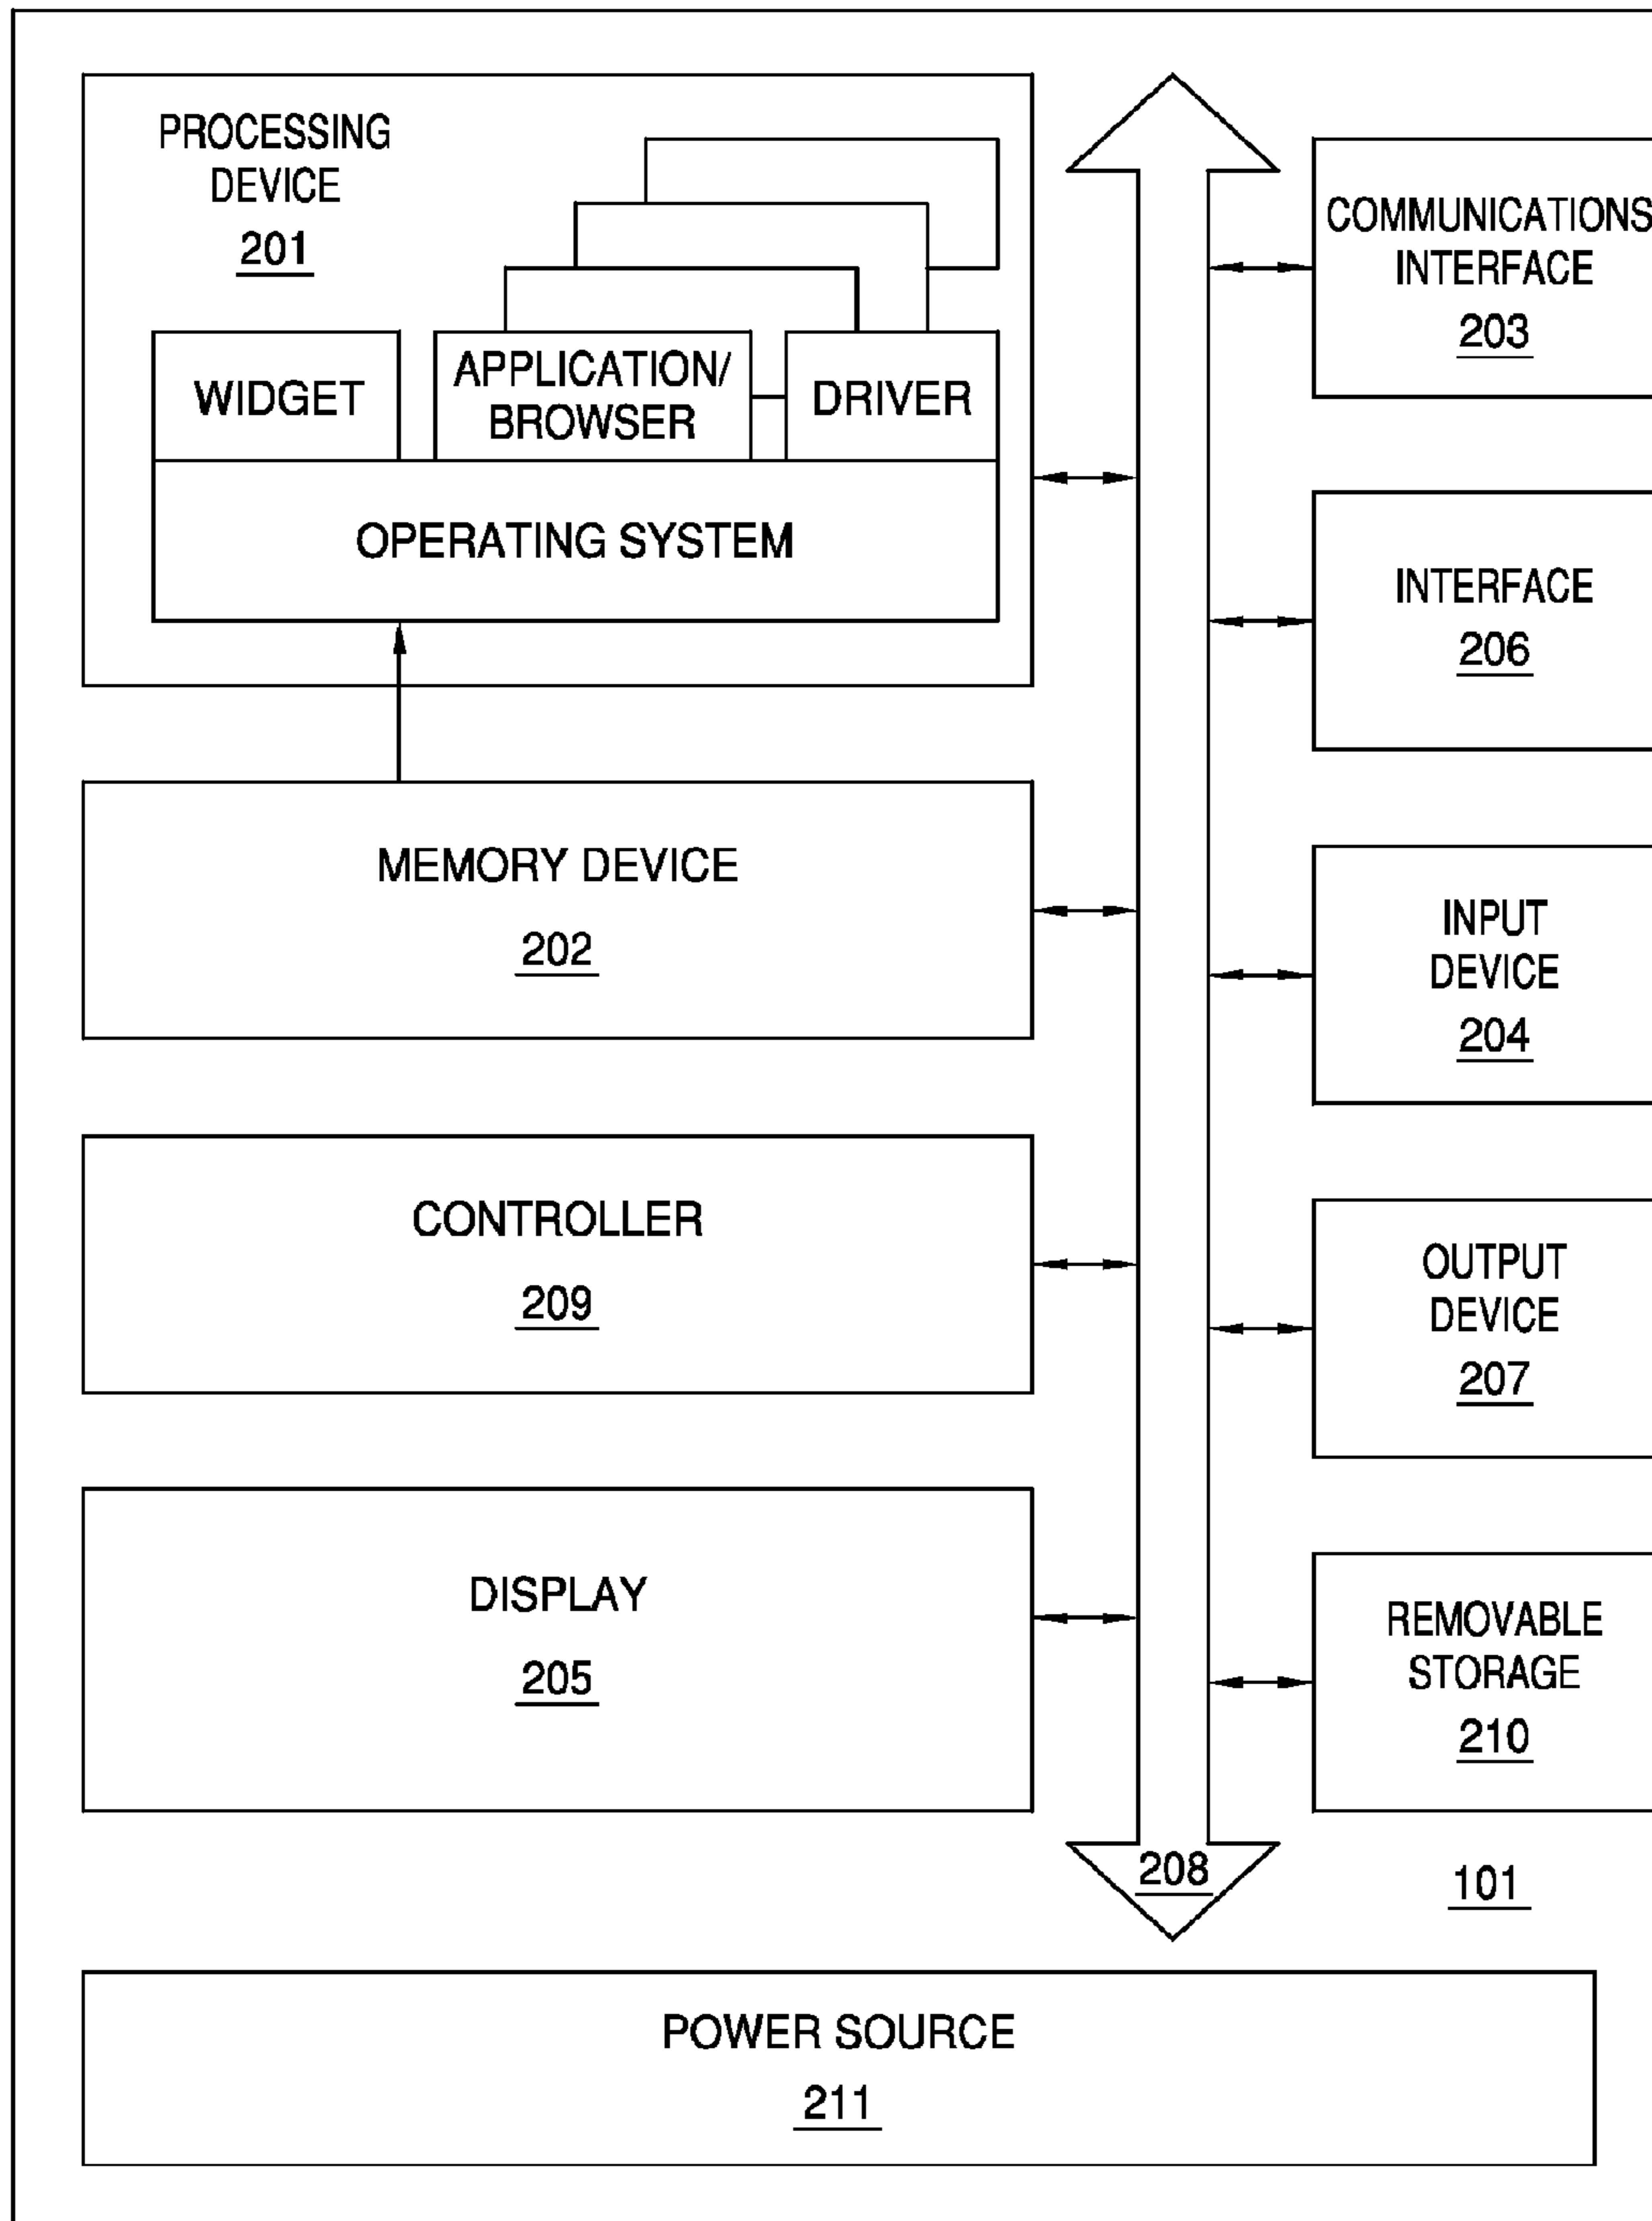 PROCESSING
DEVICE
201
WIDGET
APPLICATION/
BROWSER
DRIVER
OPERATING SYSTEM
MEMORY DEVICE
202
CONTROLLER
209
DISPLAY
205
COMMUNICATIONS
INTERFACE
203
INTERFACE
206
INPUT
DEVICE
204
OUTPUT
DEVICE
207
REMOVABLE
STORAGE
210
208
101
POWER SOURCE
211